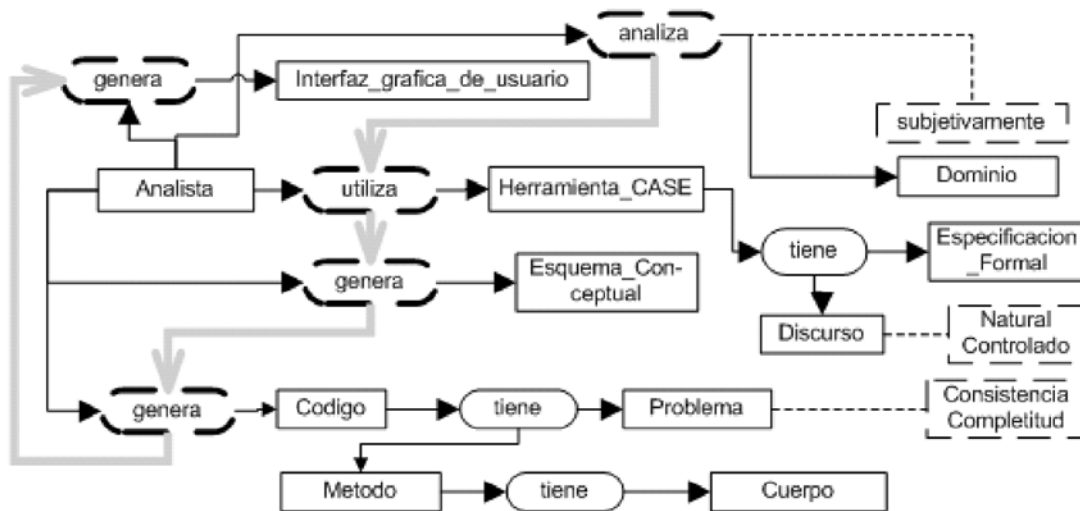 analiza
genera
Interfaz_grafica_de_usuario
subjetivamente
Analista
utiliza
Herramienta_CASE
Dominio
tiene
Especificacion
_Formal
genera
Esquema_Con-
ceptual
Discurso
Natural
Controlado
genera
Codigo
tiene
Problema
Consistencia
Completitud
Metodo
tiene
Cuerpo